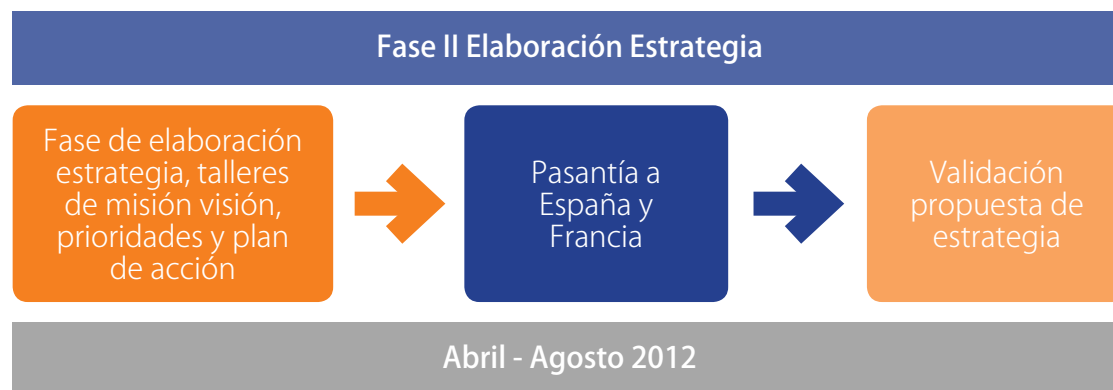 Fase II Elaboración Estrategia
Fase de elaboración
estrategia, talleres
de misión visión,
prioridades y plan
de acción
Pasantía a
España y
Francia
Validación
propuesta de
estrategia
Abril - Agosto 2012